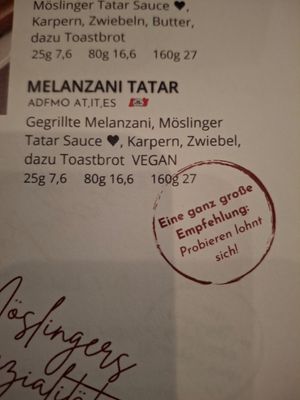 Möslinger Tatar Sauce ♥,
Karpern, Zwiebeln, Butter,
dazu Toastbrot
25g 7,6 80g 16,6 160g 27
MELANZANI TATAR
ADFMO AT,IT,ES
Gegrillte Melanzani, Möslinger
Tatar Sauce ♥, Karpern, Zwiebel,
dazu Toastbrot VEGAN
25g 7,6 80g 16,6 160g 27
Eine ganz große
Empfehlung:
Probieren lohnt
sich!
Möslingers